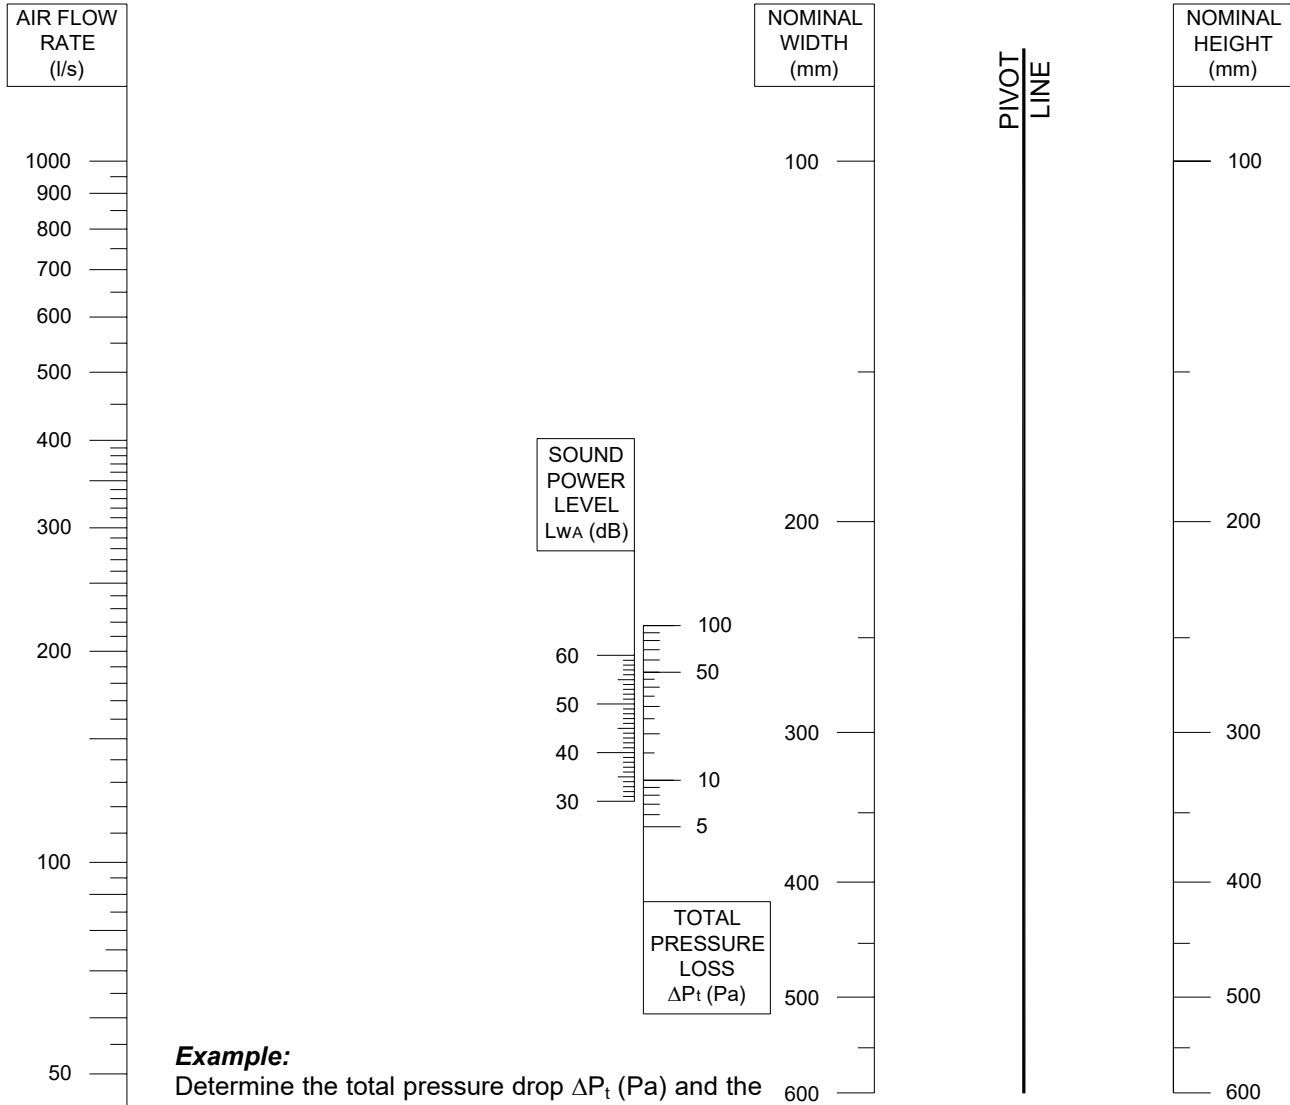 AIR FLOW
RATE
(l/s)
1000
900
800
700
600
500
400
300
200
100
50
SOUND
POWER
LEVEL
LWA (dB)
60
50
40
30
100
50
10
5
TOTAL
PRESSURE
LOSS
ΔPt (Pa)
NOMINAL
WIDTH
(mm)
100
200
300
400
500
600
PIVOT
LINE
NOMINAL
HEIGHT
(mm)
100
200
300
400
500
600
Example:
Determine the total pressure drop ΔPt (Pa) and the